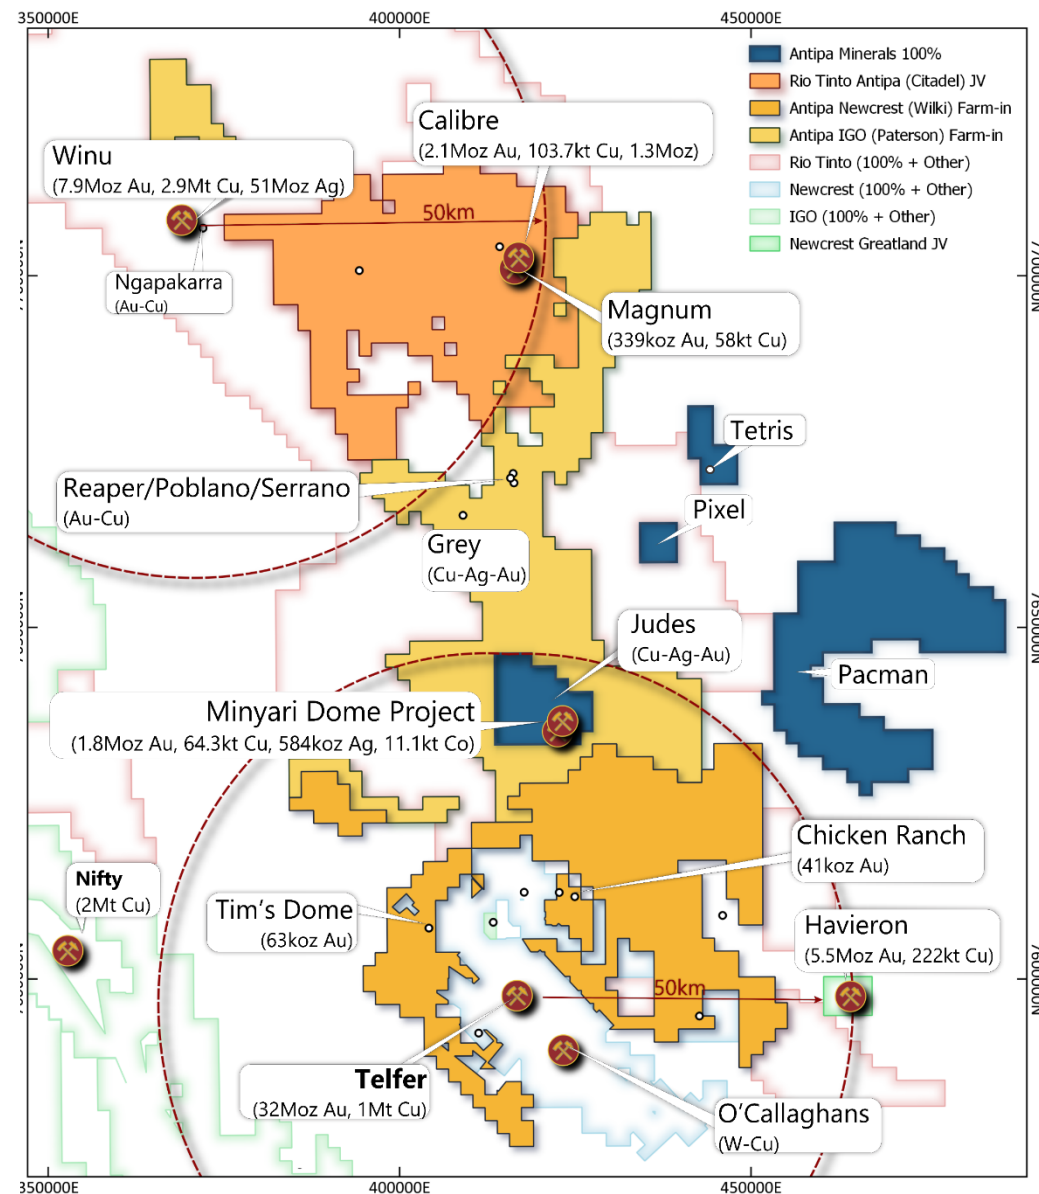 350000E
400000E
450000E
Antipa Minerals 100%
Rio Tinto Antipa (Citadel) JV
Antipa Newcrest (Wilki) Farm-in
Antipa IGO (Paterson) Farm-in
Rio Tinto (100% + Other)
Newcrest (100% + Other)
IGO (100% + Other)
Newcrest Greatland JV
Calibre
(2.1Moz Au, 103.7kt Cu, 1.3Moz)
Winu
(7.9Moz Au, 2.9Mt Cu, 51Moz Ag)
50km
Ngapakarra
(Au-Cu)
Magnum
(339koz Au, 58kt Cu)
Tetris
Reaper/Poblano/Serrano
(Au-Cu)
Pixel
Grey
(Cu-Ag-Au)
Judes
(Cu-Ag-Au)
Pacman
Minyari Dome Project
(1.8Moz Au, 64.3kt Cu, 584koz Ag, 11.1kt Co)
Chicken Ranch
(41koz Au)
Nifty
(2Mt Cu)
Tim's Dome
(63koz Au)
Havieron
(5.5Moz Au, 222kt Cu)
50km
Telfer
(32Moz Au, 1Mt Cu)
O'Callaghans
(W-Cu)
350000E
400000E
450000E